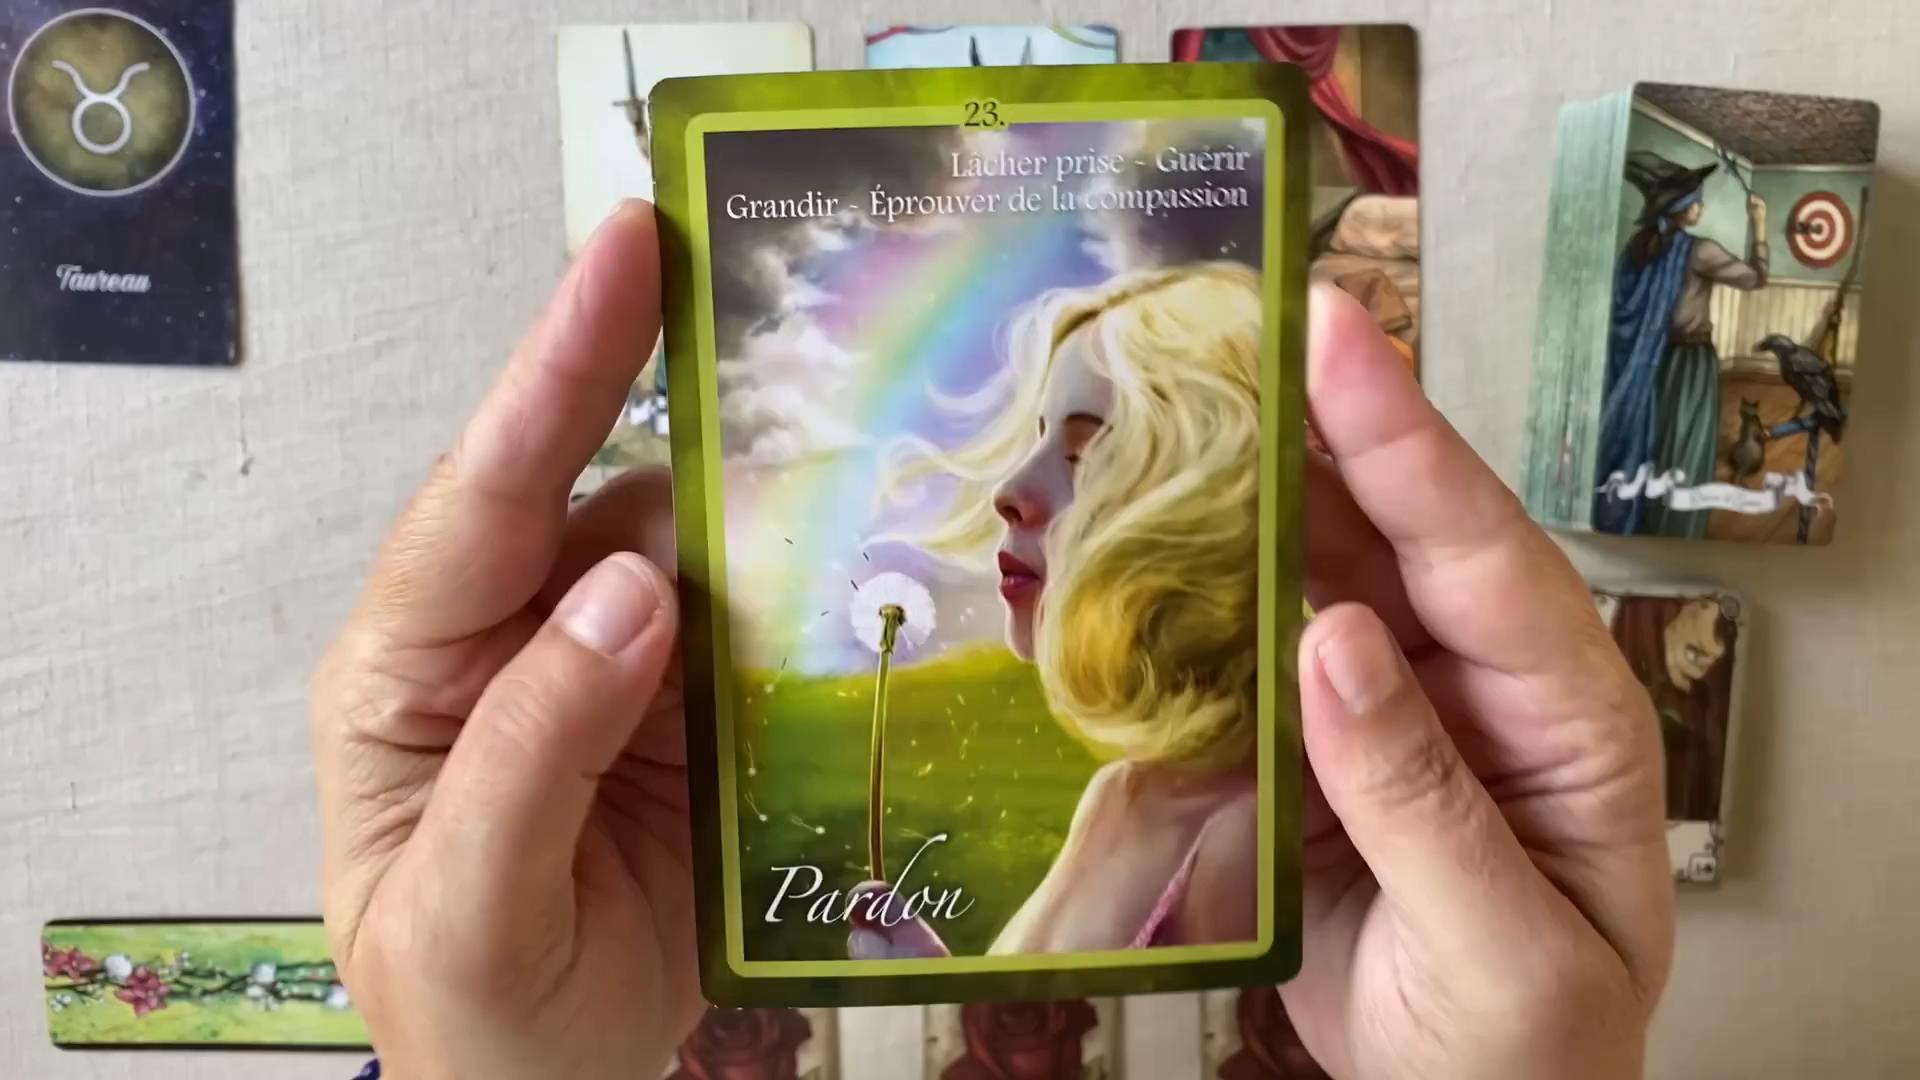 Taureau
23.
Lâcher prise ~ Guérir
Grandir ~ Éprouver de la compassion
Pardon